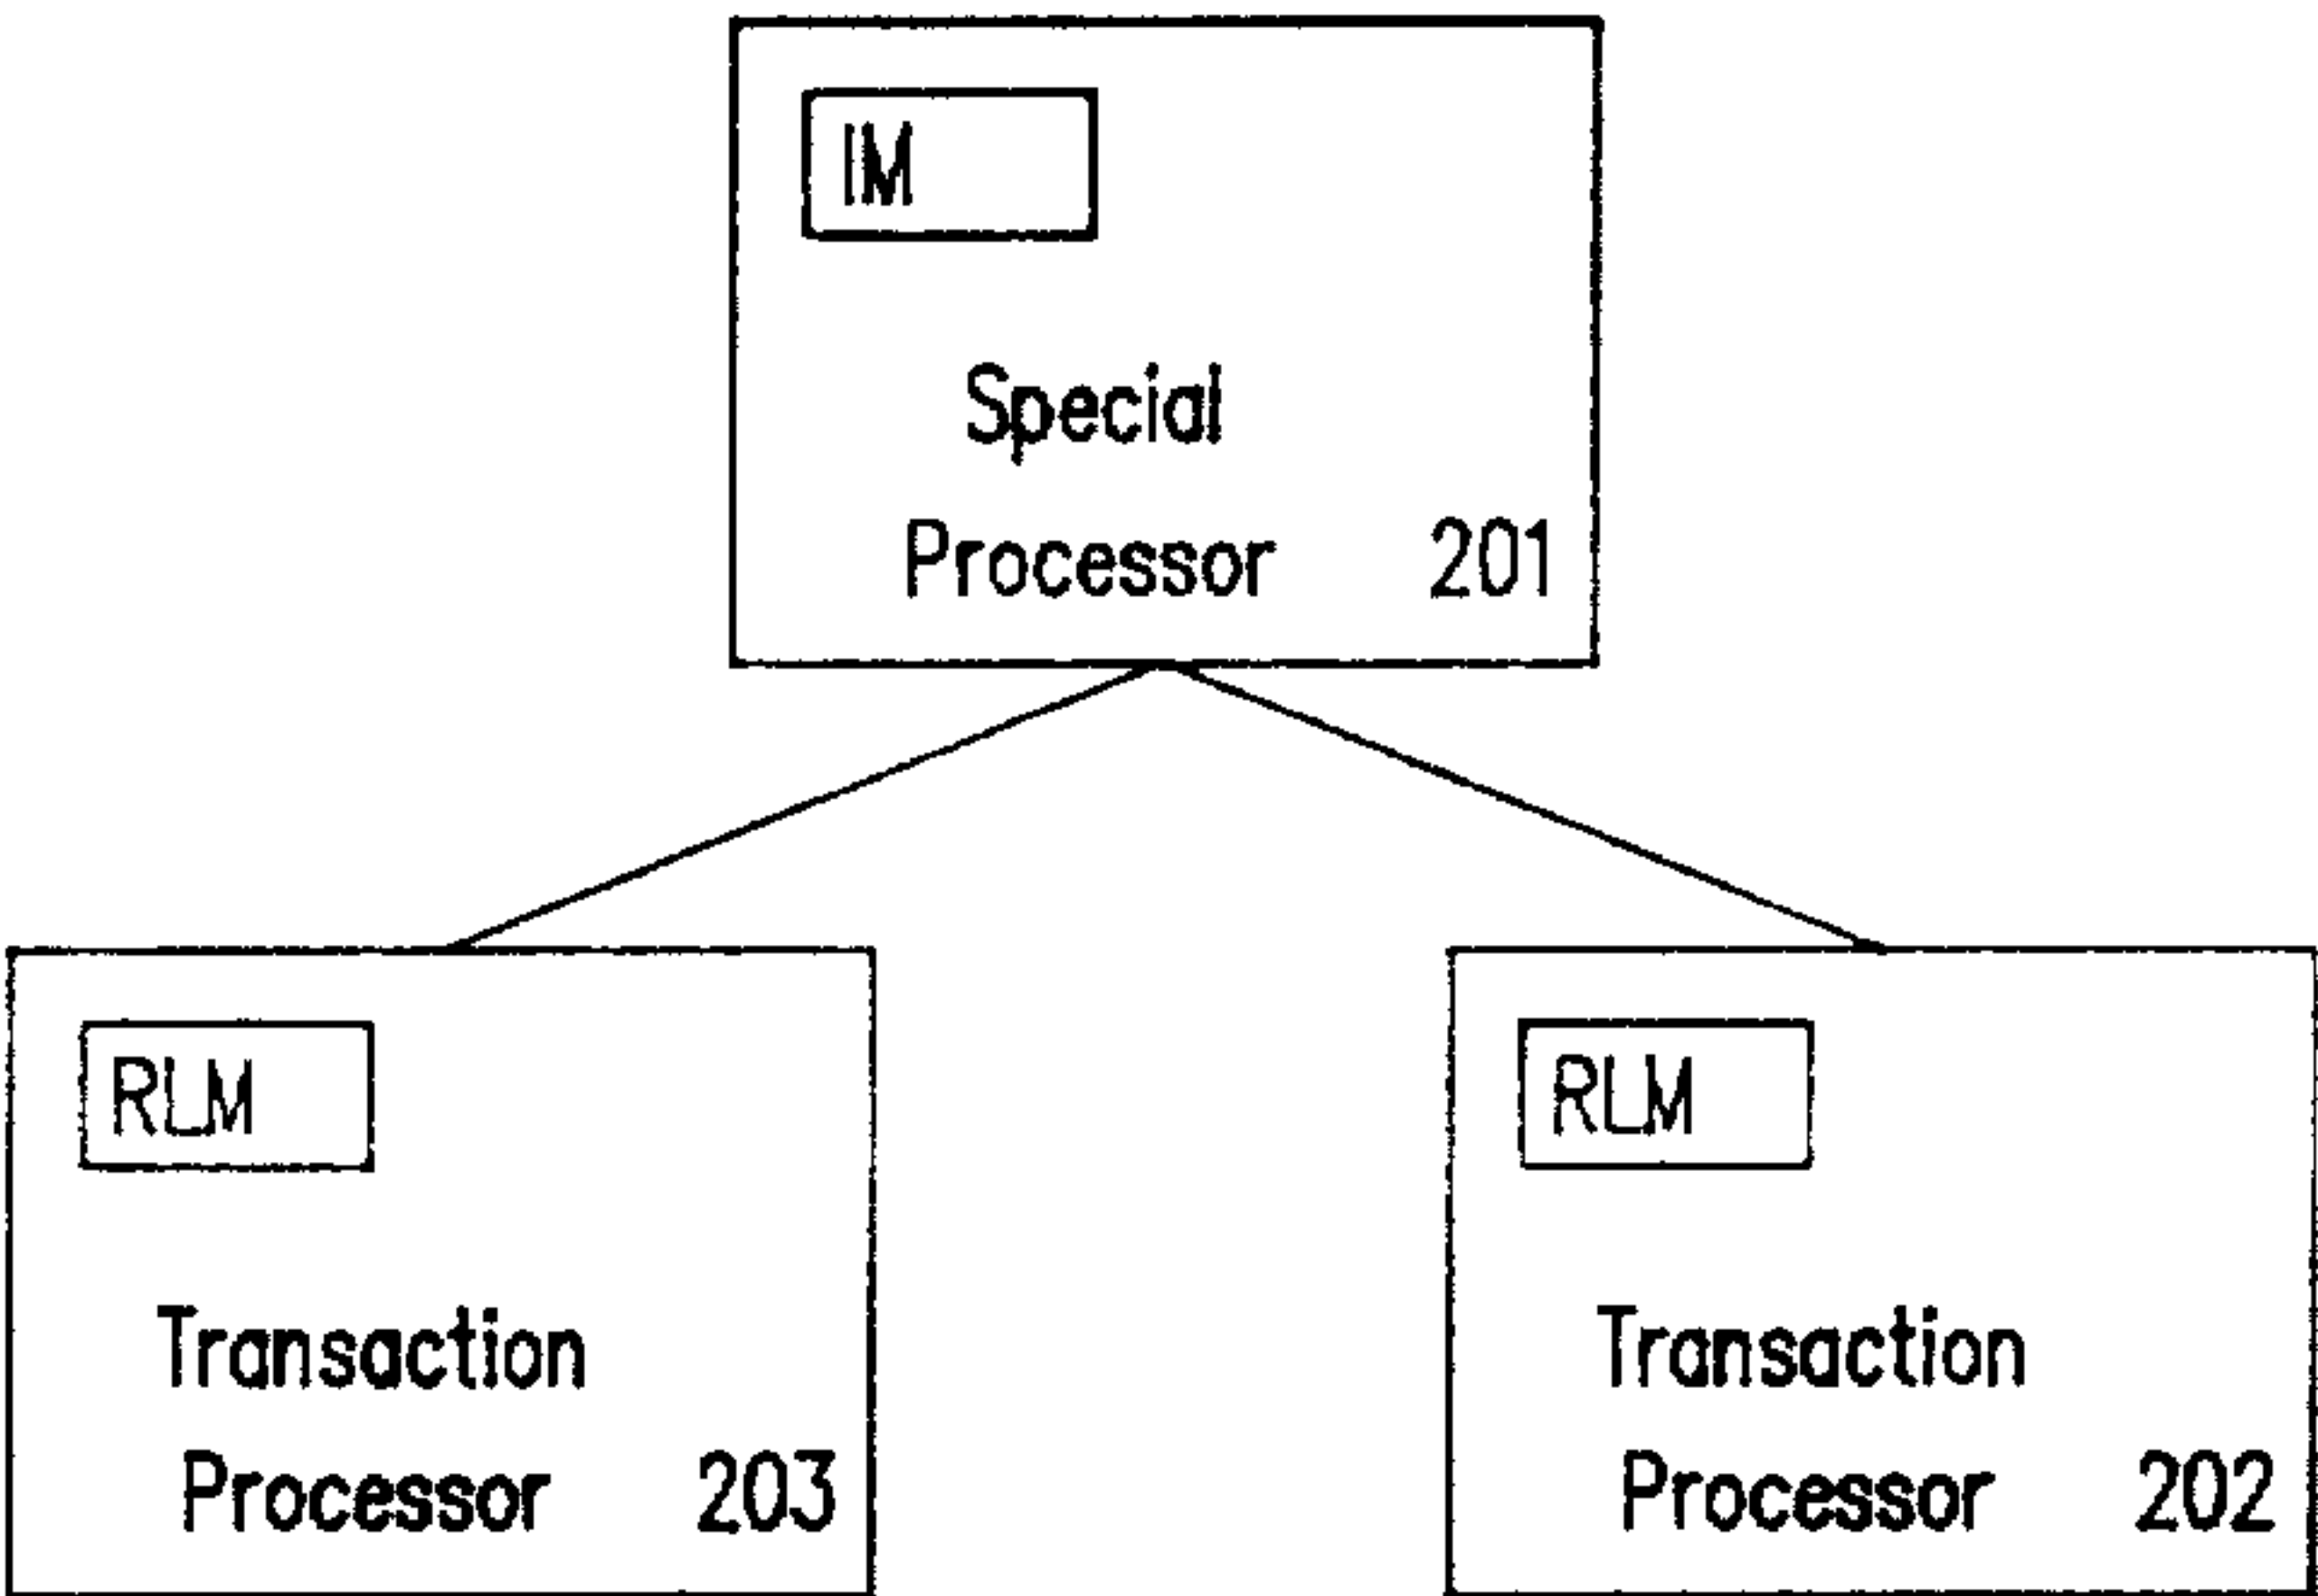 IM
Special
Processor 201
RLM
Transaction
Processor 203
RLM
Transaction
Processor 202